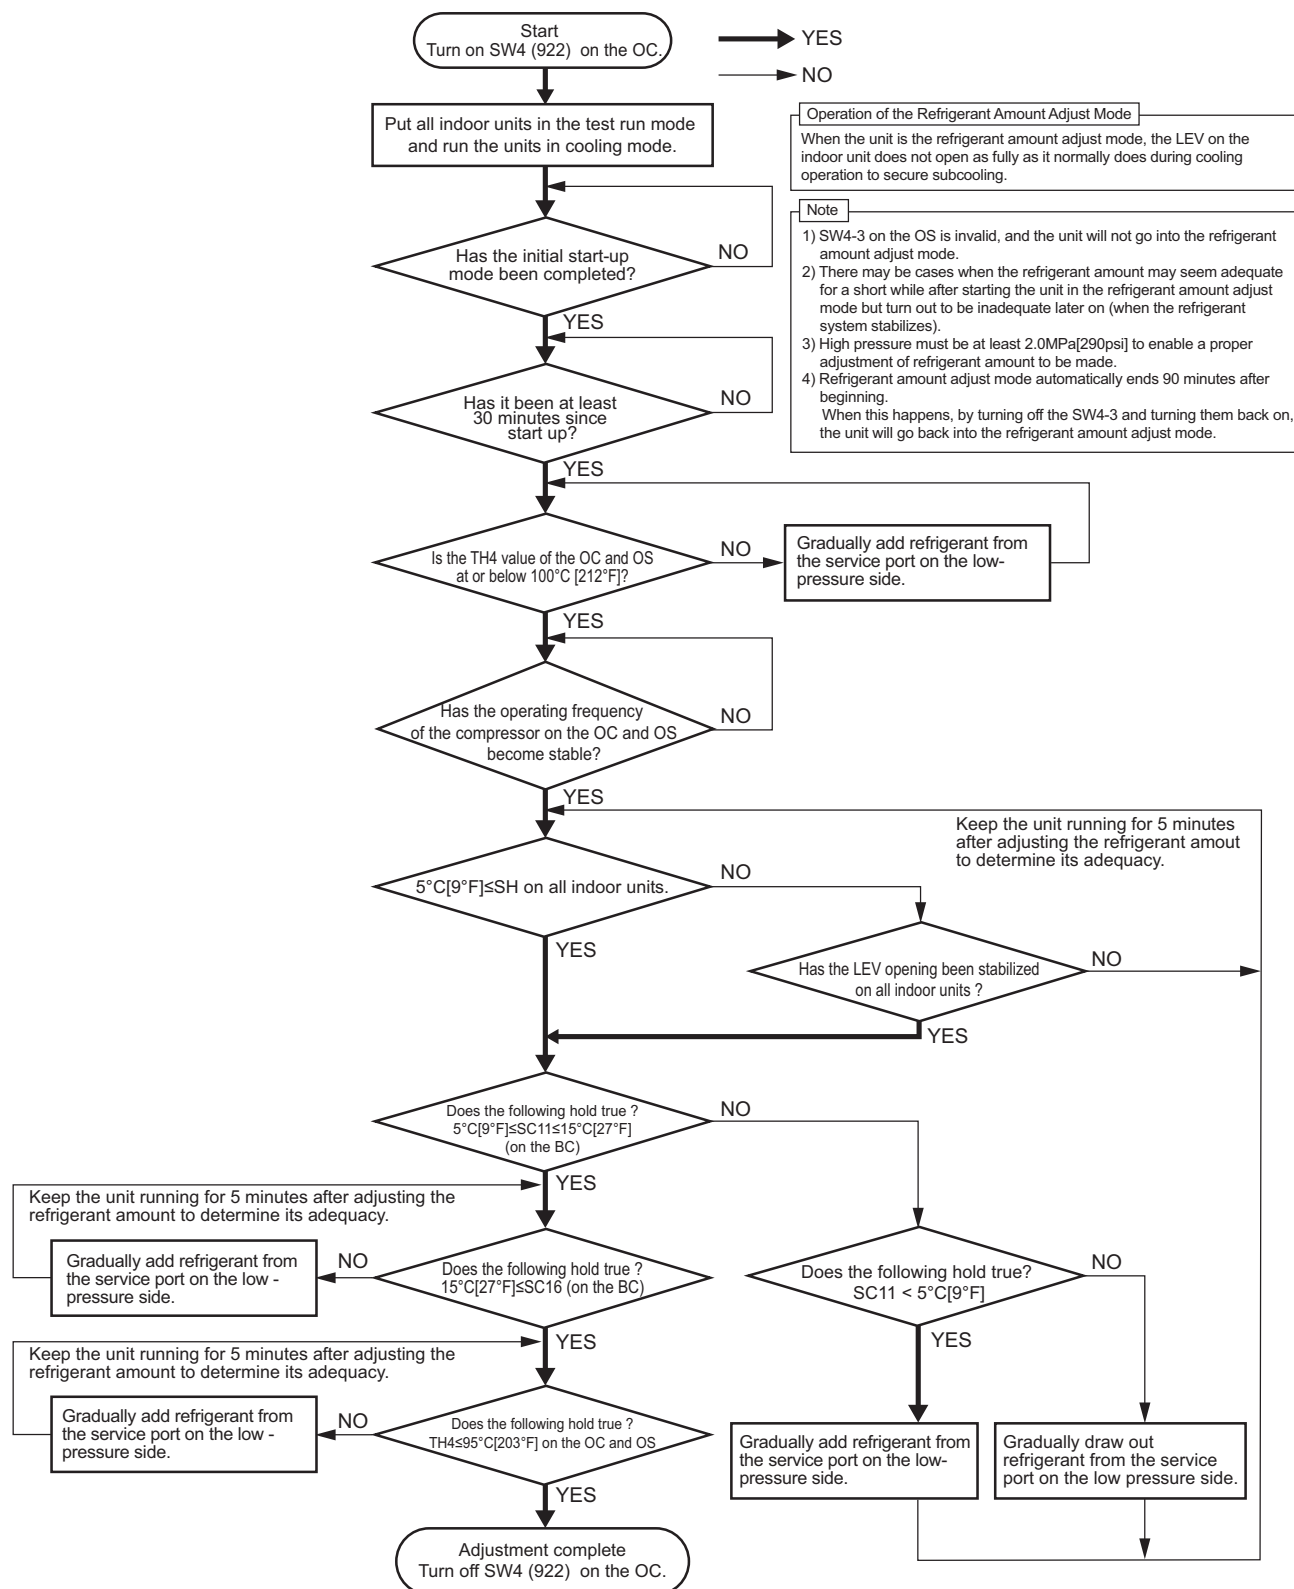 Start
Turn on SW4 (922)  on the OC.
YES
NO
Put all indoor units in the test run mode
and run the units in cooling mode.
Operation of the Refrigerant Amount Adjust Mode
When the unit is the refrigerant amount adjust mode, the LEV on the
indoor unit does not open as fully as it normally does during cooling
operation to secure subcooling.
Note
1) SW4-3 on the OS is invalid, and the unit will not go into the refrigerant
amount adjust mode.
2) There may be cases when the refrigerant amount may seem adequate
for a short while after starting the unit in the refrigerant amount adjust
mode but turn out to be inadequate later on (when the refrigerant
system stabilizes).
3) High pressure must be at least 2.0MPa[290psi] to enable a proper
adjustment of refrigerant amount to be made.
4) Refrigerant amount adjust mode automatically ends 90 minutes after
beginning.
When this happens, by turning off the SW4-3 and turning them back on,
the unit will go back into the refrigerant amount adjust mode.
Has the initial start-up
mode been completed?
NO
YES
Has it been at least
30 minutes since
start up?
NO
YES
Is the TH4 value of the OC and OS
at or below 100°C [212°F]?
NO
Gradually add refrigerant from
the service port on the low-
pressure side.
YES
Has the operating frequency
of the compressor on the OC and OS
become stable?
NO
YES
Keep the unit running for 5 minutes
after adjusting the refrigerant amout
to determine its adequacy.
5°C[9°F]≤SH on all indoor units.
NO
YES
Has the LEV opening been stabilized
on all indoor units ?
NO
YES
Does the following hold true ?
5°C[9°F]≤SC11≤15°C[27°F]
(on the BC)
NO
YES
Keep the unit running for 5 minutes after adjusting the
refrigerant amount to determine its adequacy.
Gradually add refrigerant from
the service port on the low -
pressure side.
NO
Does the following hold true ?
15°C[27°F]≤SC16 (on the BC)
Does the following hold true?
SC11 < 5°C[9°F]
NO
YES
YES
Keep the unit running for 5 minutes after adjusting the
refrigerant amount to determine its adequacy.
Gradually add refrigerant from
the service port on the low -
pressure side.
NO
Does the following hold true ?
TH4≤95°C[203°F] on the OC and OS
Gradually add refrigerant from
the service port on the low-
pressure side.
Gradually draw out
refrigerant from the service
port on the low pressure side.
YES
Adjustment complete
Turn off SW4 (922)  on the OC.